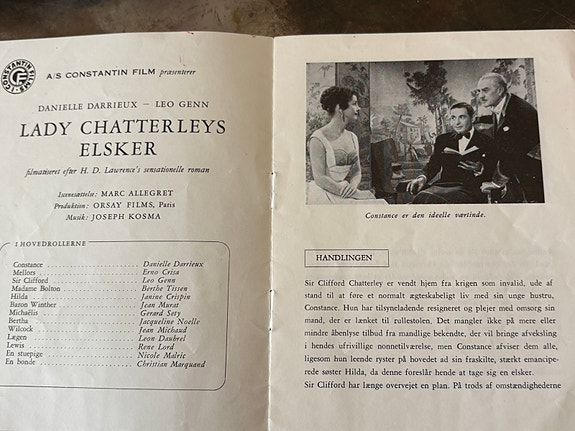 CONSTANTIN FILMS
CF
A/S CONSTANTIN FILM præsenterer
DANIELLE DARRIEUX — LEO GENN
LADY CHATTERLEYS
ELSKER
filmatiseret efter H. D. Lawrence's sensationelle roman
Iscenesættelse: MARC ALLEGRET
Produktion: ORSAY FILMS, Paris
Musik: JOSEPH KOSMA
I HOVEDROLLERNE
Constance ........ Danielle Darrieux
Mellors ........ Erno Crisa
Sir Clifford ........ Leo Genn
Madame Bolton ........ Berthe Tissen
Hilda ........ Janine Crispin
Baron Winther ........ Jean Murat
Michaëlis ........ Gerard Sety
Bertha ........ Jacqueline Noelle
Wilcock ........ Jean Michaud
Lægen ........ Leon Daubrel
Lewis ........ Rene Lord
En stuepige ........ Nicole Malric
En bonde ........ Christian Marquand
Constance er den ideelle værtinde.
HANDLINGEN
Sir Clifford Chatterley er vendt hjem fra krigen som invalid, ude af
stand til at føre et normalt ægteskabeligt liv med sin unge hustru,
Constance. Hun har tilsyneladende resigneret og plejer med omsorg sin
mand, der er lænket til rullestolen. Det mangler ikke på mere eller
mindre åbenlyse tilbud fra mandlige bekendte, der vil bringe afveksling
i hendes ufrivillige nonnetilværelse, men Constance afviser dem alle,
ligesom hun leende ryster på hovedet ad sin fraskilte, stærkt emancipe-
rede søster Hilda, da denne foreslår hende at tage sig en elsker.
Sir Clifford har længe overvejet en plan. På trods af omstændighederne